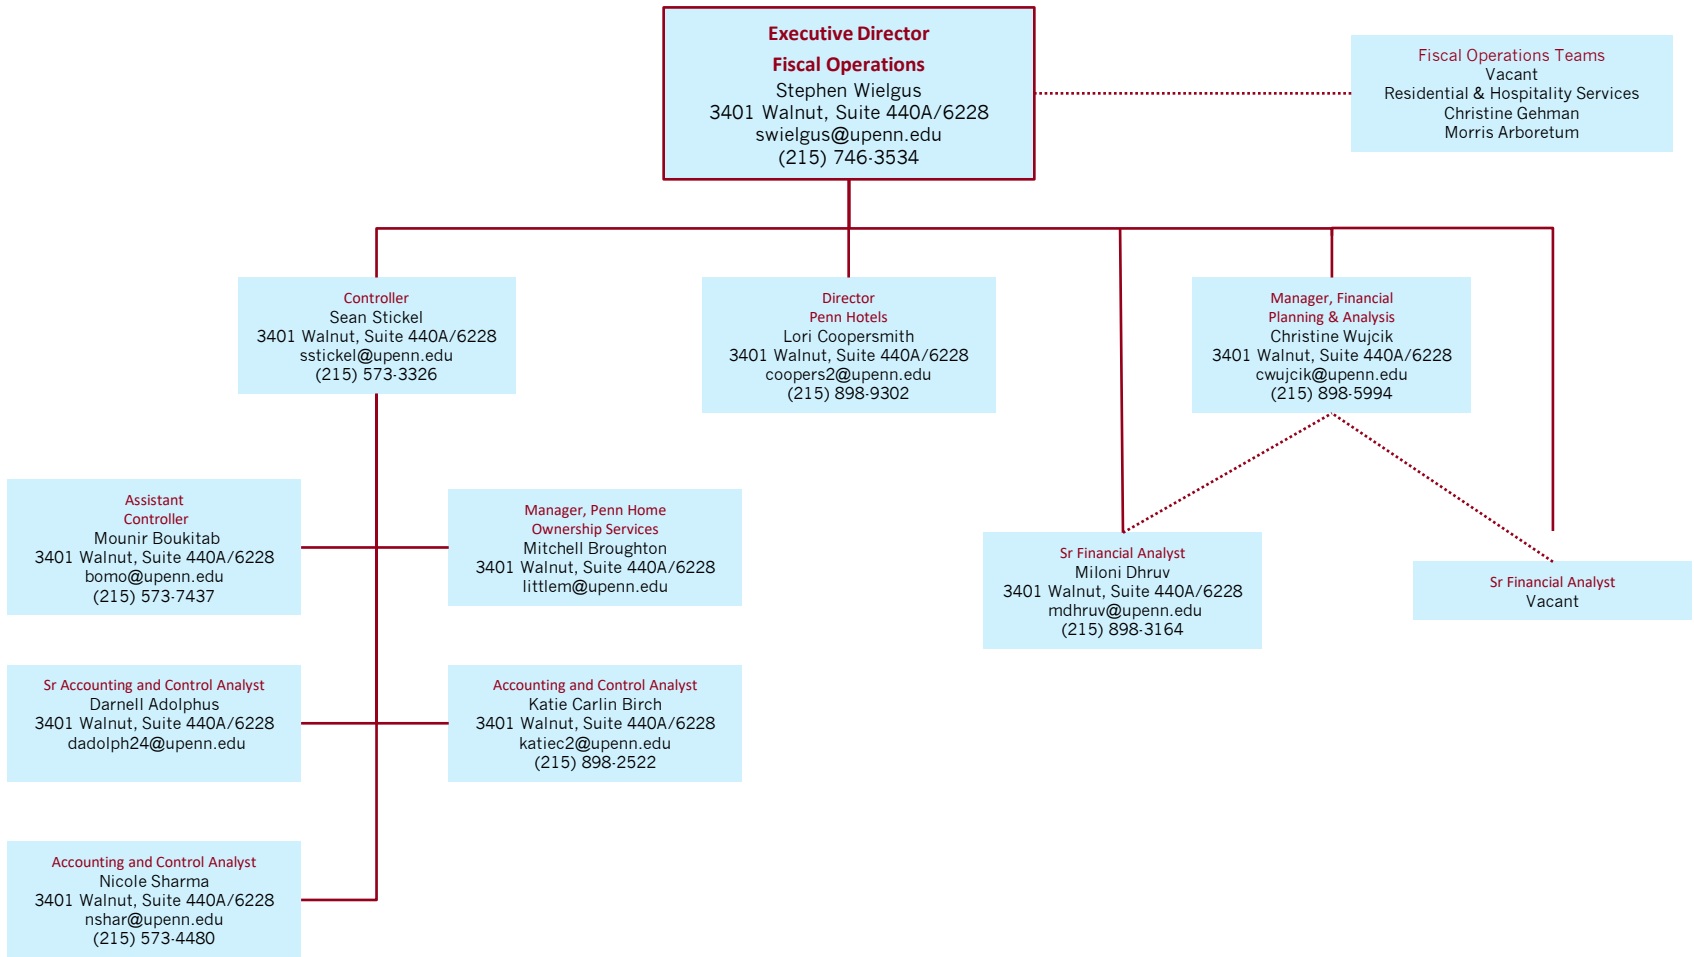 Executive Director
Fiscal Operations
Stephen Wielgus
3401 Walnut, Suite 440A/6228
swielgus@upenn.edu
(215) 746-3534
Fiscal Operations Teams
Vacant
Residential & Hospitality Services
Christine Gehman
Morris Arboretum
Controller
Sean Stickel
3401 Walnut, Suite 440A/6228
sstickel@upenn.edu
(215) 573-3326
Director
Penn Hotels
Lori Coopersmith
3401 Walnut, Suite 440A/6228
coopers2@upenn.edu
(215) 898-9302
Manager, Financial
Planning & Analysis
Christine Wujcik
3401 Walnut, Suite 440A/6228
cwujcik@upenn.edu
(215) 898-5994
Assistant
Controller
Mounir Boukitab
3401 Walnut, Suite 440A/6228
bomo@upenn.edu
(215) 573-7437
Manager, Penn Home
Ownership Services
Mitchell Broughton
3401 Walnut, Suite 440A/6228
littlem@upenn.edu
Sr Financial Analyst
Miloni Dhruv
3401 Walnut, Suite 440A/6228
mdhruv@upenn.edu
(215) 898-3164
Sr Financial Analyst
Vacant
Sr Accounting and Control Analyst
Darnell Adolphus
3401 Walnut, Suite 440A/6228
dadolph24@upenn.edu
Accounting and Control Analyst
Katie Carlin Birch
3401 Walnut, Suite 440A/6228
katiec2@upenn.edu
(215) 898-2522
Accounting and Control Analyst
Nicole Sharma
3401 Walnut, Suite 440A/6228
nshar@upenn.edu
(215) 573-4480